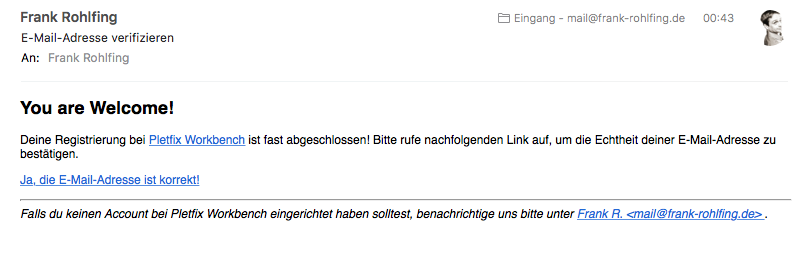 Frank Rohlfing
Eingang - mail@frank-rohlfing.de 00:43
E-Mail-Adresse verifizieren
An: Frank Rohlfing
You are Welcome!
Deine Registrierung bei Pletfix Workbench ist fast abgeschlossen! Bitte rufe nachfolgenden Link auf, um die Echtheit deiner E-Mail-Adresse zu
bestätigen.
Ja, die E-Mail-Adresse ist korrekt!
Falls du keinen Account bei Pletfix Workbench eingerichtet haben solltest, benachrichtige uns bitte unter Frank R. <mail@frank-rohlfing.de> .